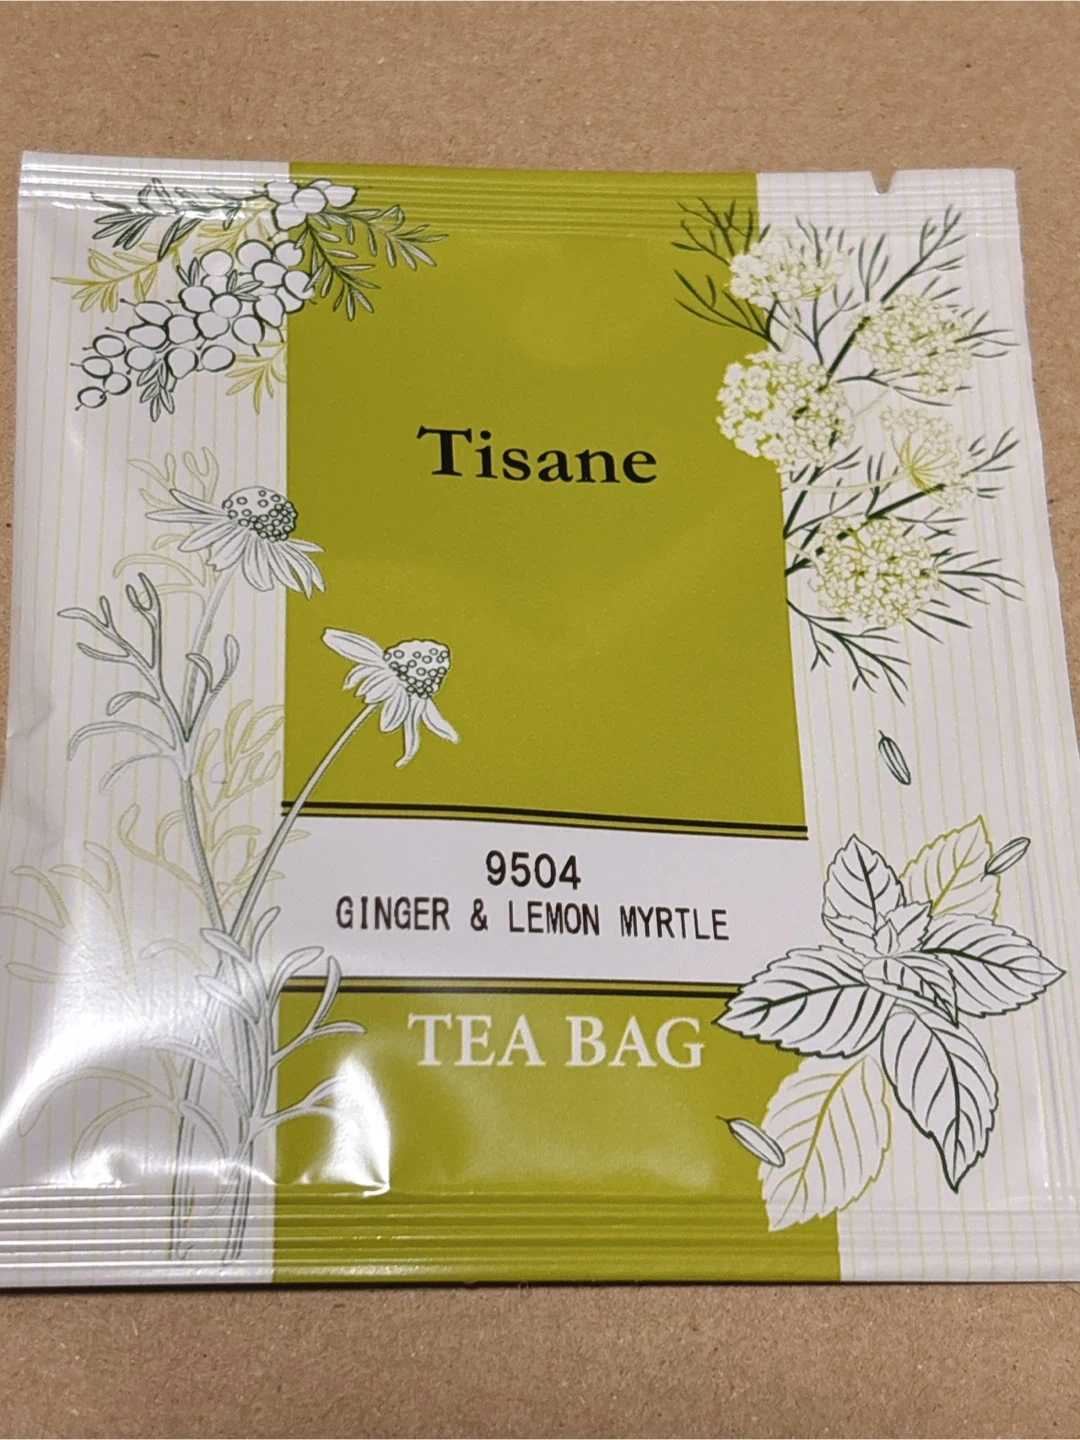 Tisane
9504
GINGER & LEMON MYRTLE
TEA BAG